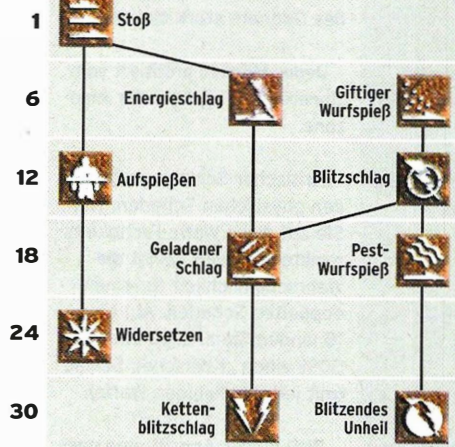 1
Stoß
6
Energieschlag
Giftiger
Wurfspieß
12
Aufspießen
Blitzschlag
18
Geladener
Schlag
Pest-
Wurfspieß
24
Widersetzen
30
Ketten-
blitzschlag
Blitzendes
Unheil